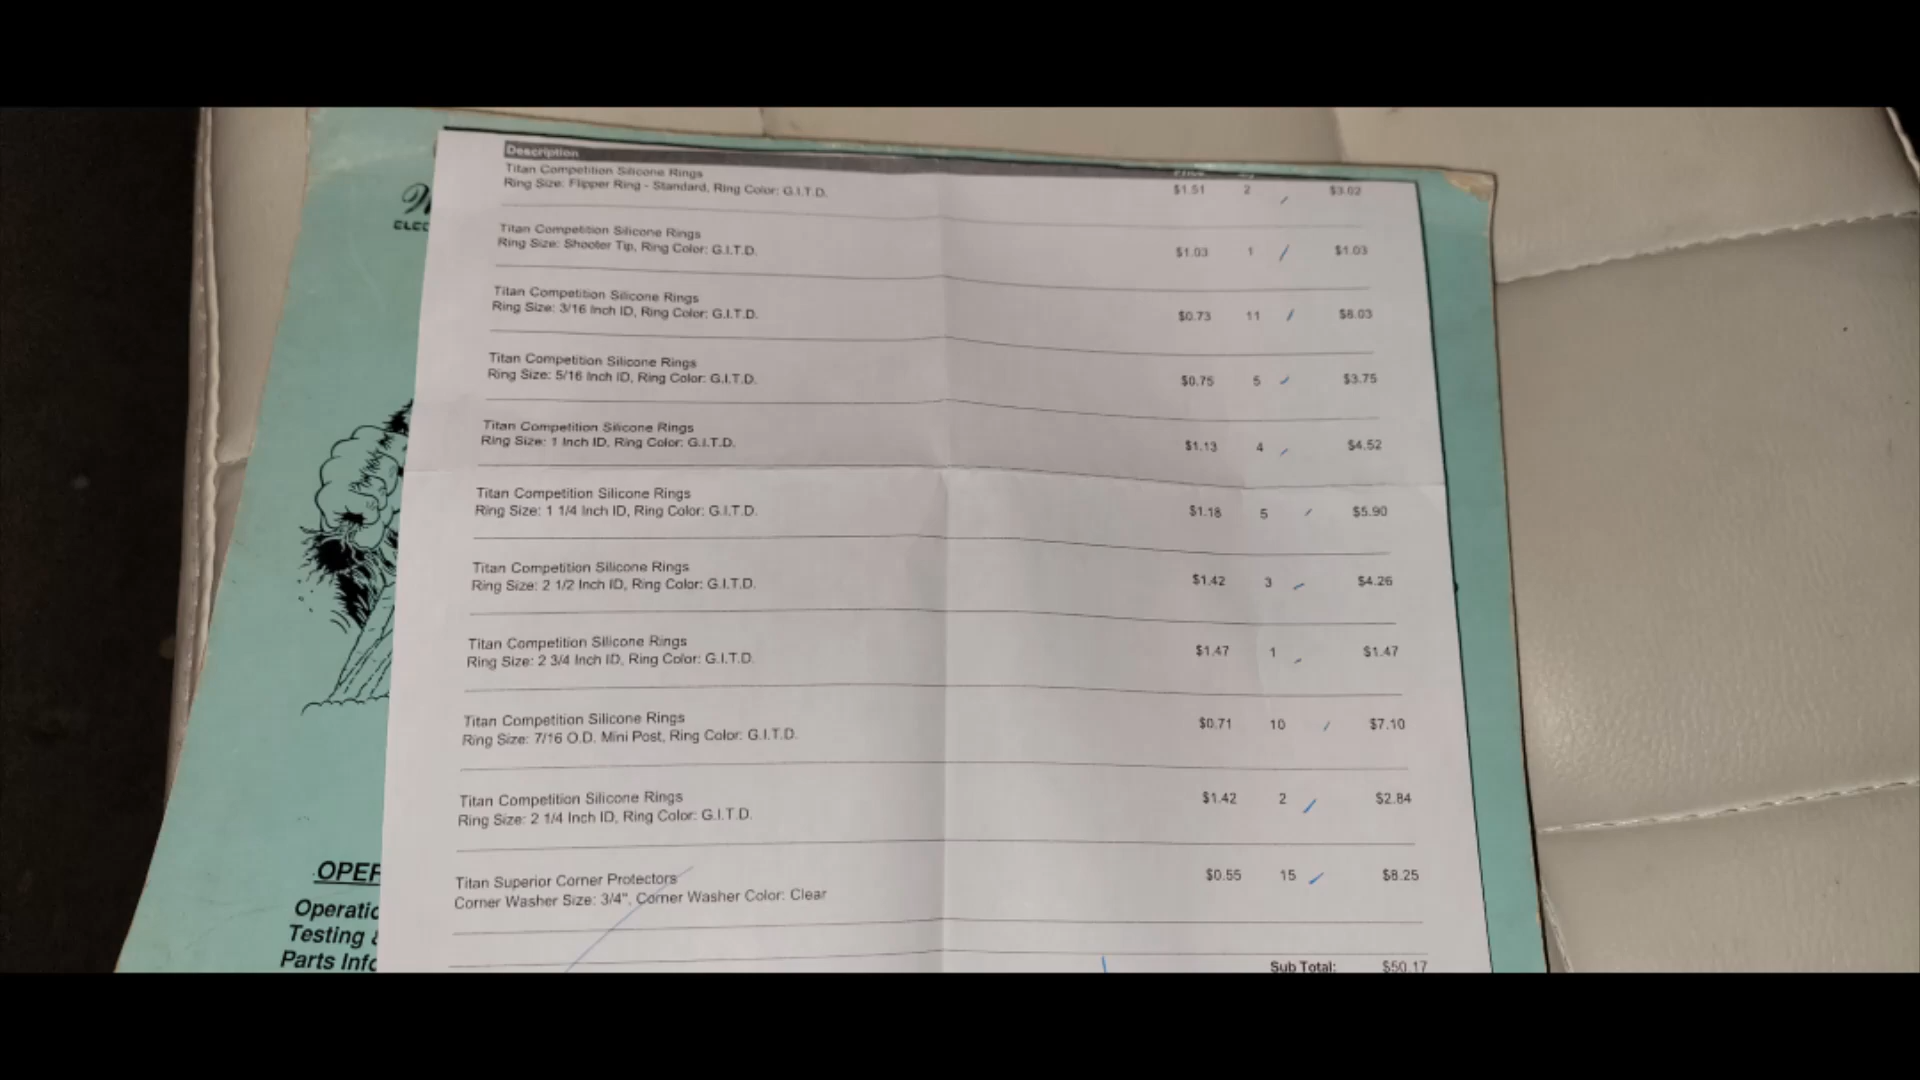 Description
Titan Competition Silicone Rings
Ring Size: Flipper Ring - Standard, Ring Color: G.I.T.D. $1.51 2 $3.02
Titan Competition Silicone Rings
Ring Size: Shooter Tip, Ring Color: G.I.T.D. $1.03 1 $1.03
Titan Competition Silicone Rings
Ring Size: 3/16 Inch ID, Ring Color: G.I.T.D. $0.73 11 $8.03
Titan Competition Silicone Rings
Ring Size: 5/16 Inch ID, Ring Color: G.I.T.D. $0.75 5 $3.75
Titan Competition Silicone Rings
Ring Size: 1 Inch ID, Ring Color: G.I.T.D. $1.13 4 $4.52
Titan Competition Silicone Rings
Ring Size: 1 1/4 Inch ID, Ring Color: G.I.T.D. $1.18 5 $5.90
Titan Competition Silicone Rings
Ring Size: 2 1/2 Inch ID, Ring Color: G.I.T.D. $1.42 3 $4.26
Titan Competition Silicone Rings
Ring Size: 2 3/4 Inch ID, Ring Color: G.I.T.D. $1.47 1 $1.47
Titan Competition Silicone Rings
Ring Size: 7/16 O.D. Mini Post, Ring Color: G.I.T.D. $0.71 10 $7.10
Titan Competition Silicone Rings
Ring Size: 2 1/4 Inch ID, Ring Color: G.I.T.D. $1.42 2 $2.84
Titan Superior Corner Protectors
Corner Washer Size: 3/4", Corner Washer Color: Clear $0.55 15 $8.25
Sub Total: $50.17
W
ELEC
OPER
Operatic
Testing &
Parts Info